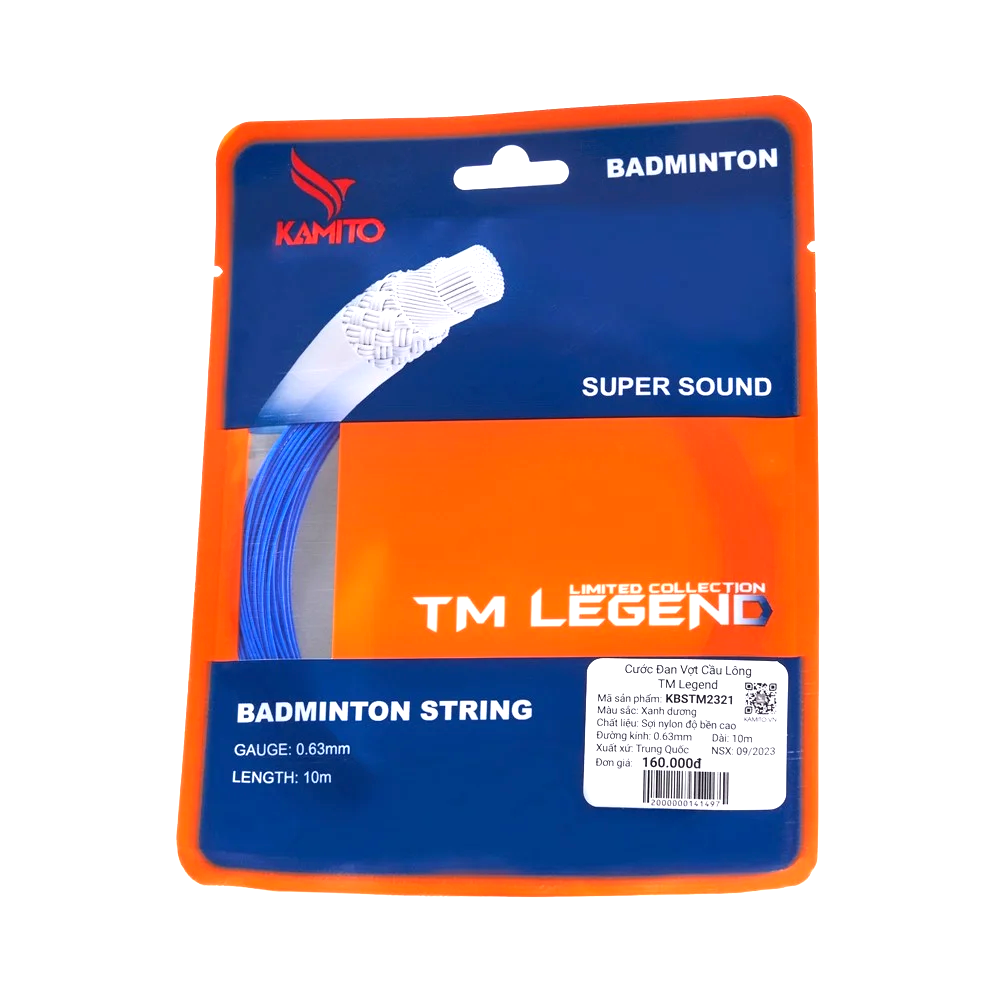 KAMITO
BADMINTON
SUPER SOUND
LIMITED COLLECTION
TM LEGEND
BADMINTON STRING
GAUGE: 0.63mm
LENGTH: 10m
Cước Đan Vợt Cầu Lông
TM Legend
Mã sản phẩm: KBSTM2321
Màu sắc: Xanh dương
KAMITO.VN
Chất liệu: Sợi nylon độ bền cao
Đường kính: 0.63mm Dài: 10m
Xuất xứ: Trung Quốc NSX: 09/2023
Đơn giá: 160.000đ
2000000141497